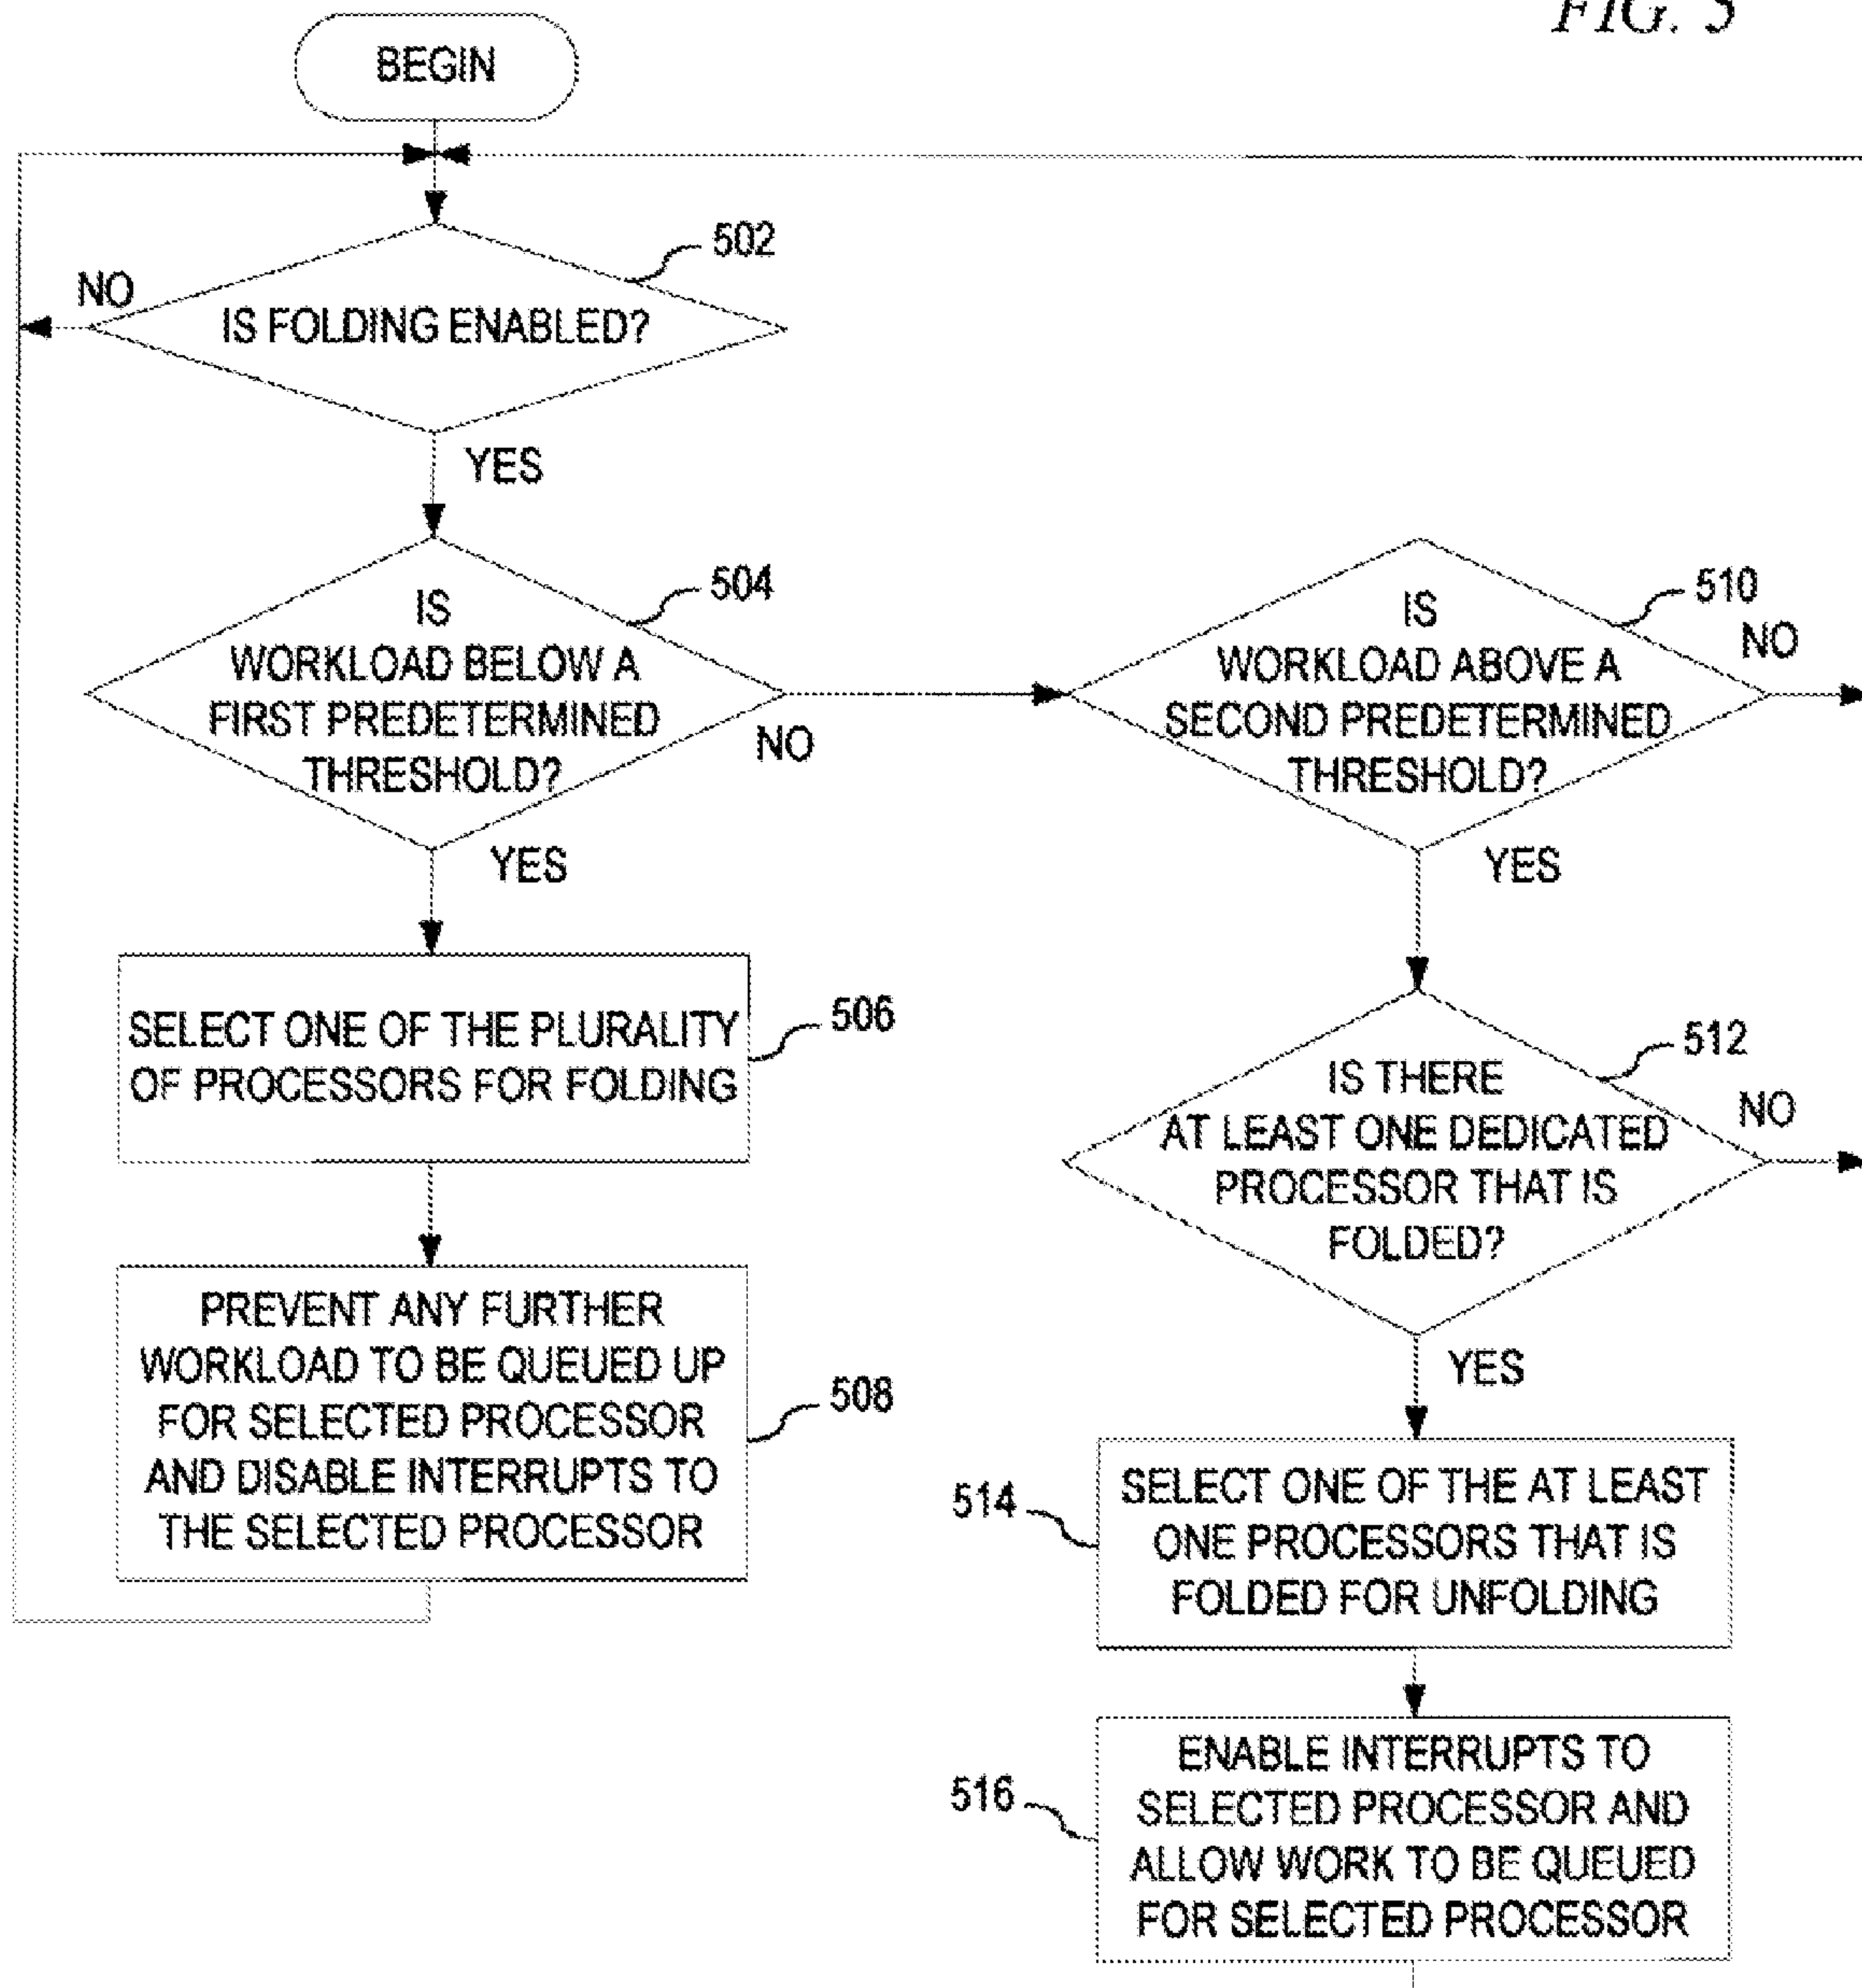 FIG. 5
BEGIN
502
NO
IS FOLDING ENABLED?
YES
504
IS
WORKLOAD BELOW A
FIRST PREDETERMINED
THRESHOLD?
NO
YES
506
SELECT ONE OF THE PLURALITY
OF PROCESSORS FOR FOLDING
508
PREVENT ANY FURTHER
WORKLOAD TO BE QUEUED UP
FOR SELECTED PROCESSOR
AND DISABLE INTERRUPTS TO
THE SELECTED PROCESSOR
510
IS
WORKLOAD ABOVE A
SECOND PREDETERMINED
THRESHOLD?
NO
YES
512
IS THERE
AT LEAST ONE DEDICATED
PROCESSOR THAT IS
FOLDED?
NO
YES
514
SELECT ONE OF THE AT LEAST
ONE PROCESSORS THAT IS
FOLDED FOR UNFOLDING
516
ENABLE INTERRUPTS TO
SELECTED PROCESSOR AND
ALLOW WORK TO BE QUEUED
FOR SELECTED PROCESSOR